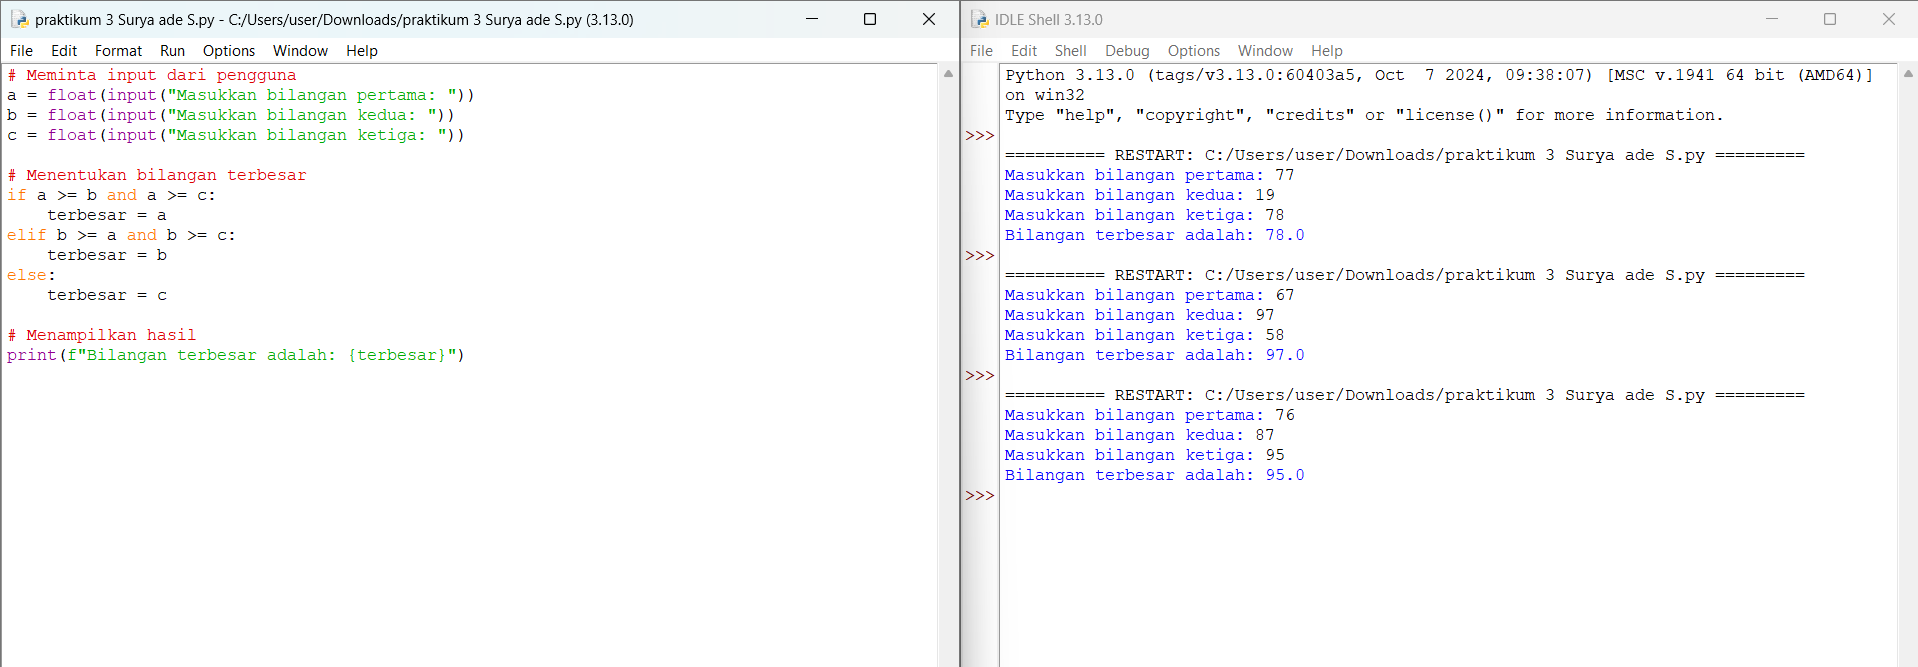 praktikum 3 Surya ade S.py - C:/Users/user/Downloads/praktikum 3 Surya ade S.py (3.13.0)
File Edit Format Run Options Window Help
# Meminta input dari pengguna
a = float(input("Masukkan bilangan pertama: "))
b = float(input("Masukkan bilangan kedua: "))
c = float(input("Masukkan bilangan ketiga: "))
# Menentukan bilangan terbesar
if a >= b and a >= c:
    terbesar = a
elif b >= a and b >= c:
    terbesar = b
else:
    terbesar = c
# Menampilkan hasil
print(f"Bilangan terbesar adalah: {terbesar}")
IDLE Shell 3.13.0
File Edit Shell Debug Options Window Help
Python 3.13.0 (tags/v3.13.0:60403a5, Oct  7 2024, 09:38:07) [MSC v.1941 64 bit (AMD64)]
on win32
Type "help", "copyright", "credits" or "license()" for more information.
>>>
========== RESTART: C:/Users/user/Downloads/praktikum 3 Surya ade S.py =========
Masukkan bilangan pertama: 77
Masukkan bilangan kedua: 19
Masukkan bilangan ketiga: 78
Bilangan terbesar adalah: 78.0
>>>
========== RESTART: C:/Users/user/Downloads/praktikum 3 Surya ade S.py =========
Masukkan bilangan pertama: 67
Masukkan bilangan kedua: 97
Masukkan bilangan ketiga: 58
Bilangan terbesar adalah: 97.0
>>>
========== RESTART: C:/Users/user/Downloads/praktikum 3 Surya ade S.py =========
Masukkan bilangan pertama: 76
Masukkan bilangan kedua: 87
Masukkan bilangan ketiga: 95
Bilangan terbesar adalah: 95.0
>>>